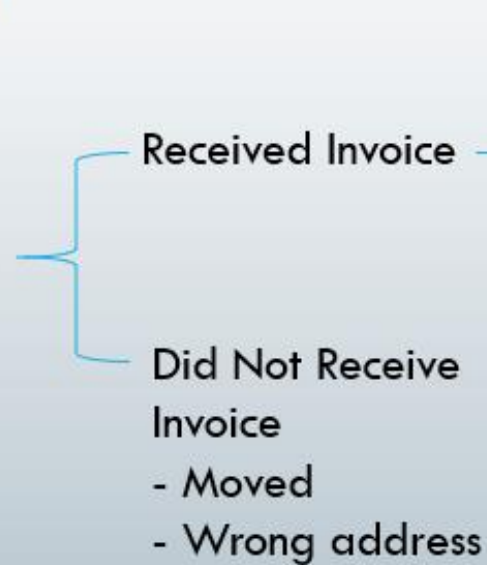 Received Invoice
Did Not Receive
Invoice
- Moved
- Wrong address